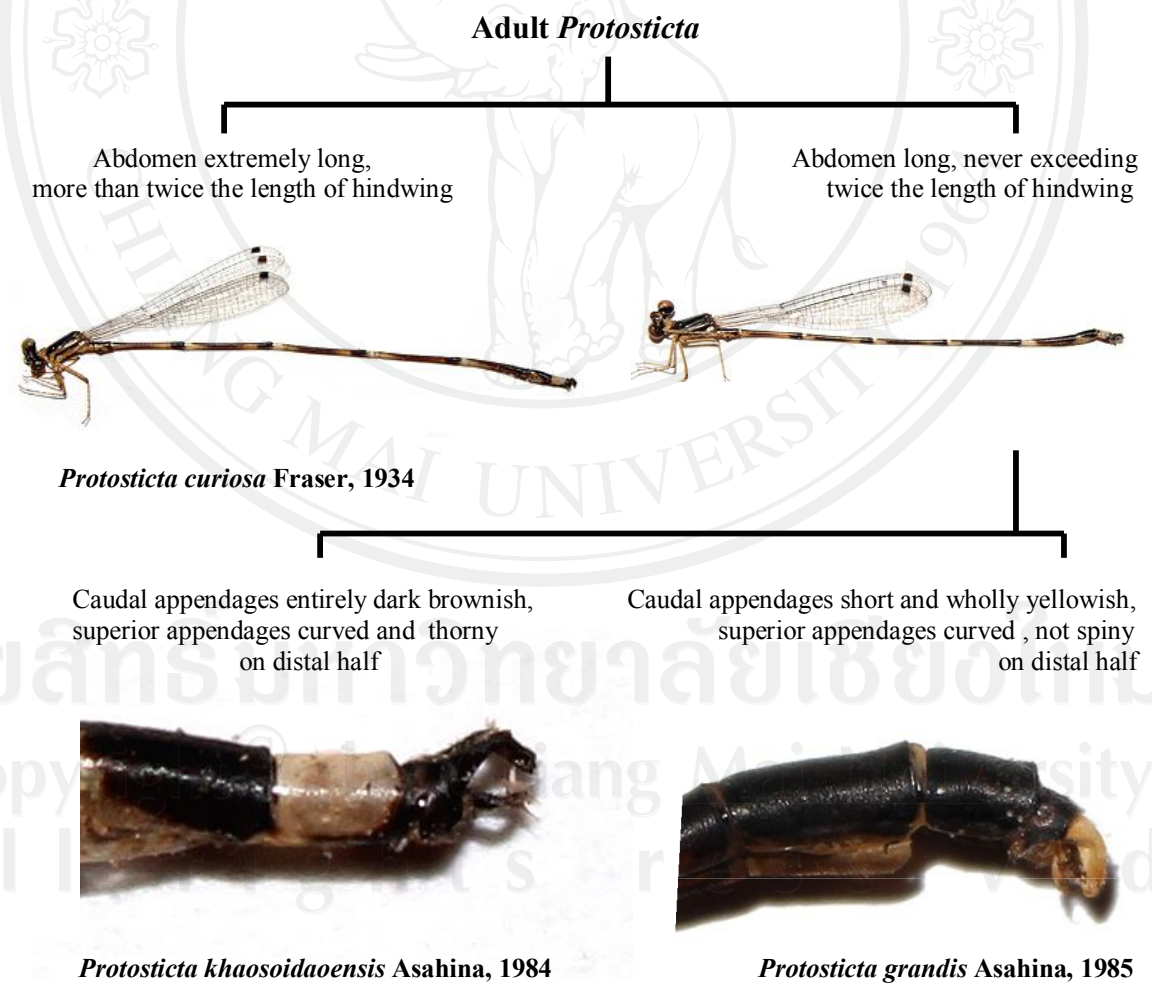 Adult Protosticta
Abdomen extremely long,
more than twice the length of hindwing
Abdomen long, never exceeding
twice the length of hindwing
Protosticta curiosa Fraser, 1934
Caudal appendages entirely dark brownish,
superior appendages curved and thorny
on distal half
Caudal appendages short and wholly yellowish,
superior appendages curved , not spiny
on distal half
Protosticta khaosoidaoensis Asahina, 1984
Protosticta grandis Asahina, 1985
MAI UNIVERSITY 1964